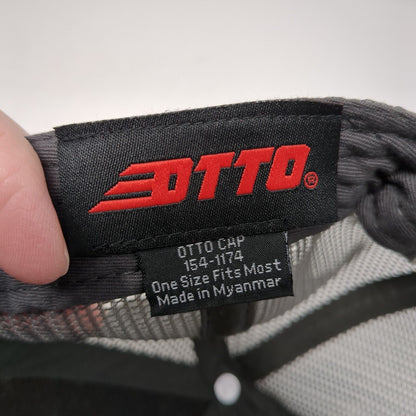 OTTO®
OTTO CAP
154-1174
One Size Fits Most
Made in Myanmar